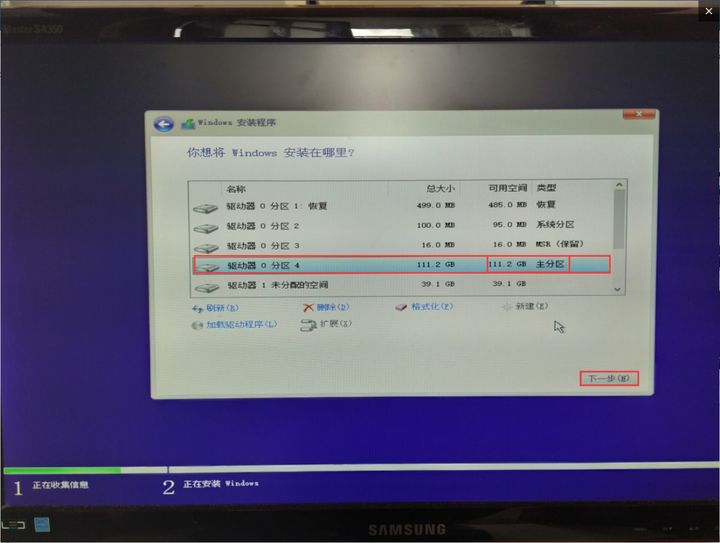 Master SA350
Windows 安装程序
你想将 Windows 安装在哪里?
名称 总大小 可用空间 类型
驱动器 0 分区 1: 恢复 499.0 MB 485.0 MB 恢复
驱动器 0 分区 2 100.0 MB 95.0 MB 系统分区
驱动器 0 分区 3 16.0 MB 16.0 MB MSR (保留)
驱动器 0 分区 4 111.2 GB 111.2 GB 主分区
驱动器 1 未分配的空间 39.1 GB 39.1 GB
刷新(R) 删除(D) 格式化(F) 新建(E)
加载驱动程序(L) 扩展(X)
下一步(N)
1 正在收集信息 2 正在安装 Windows
LED
SAMSUNG